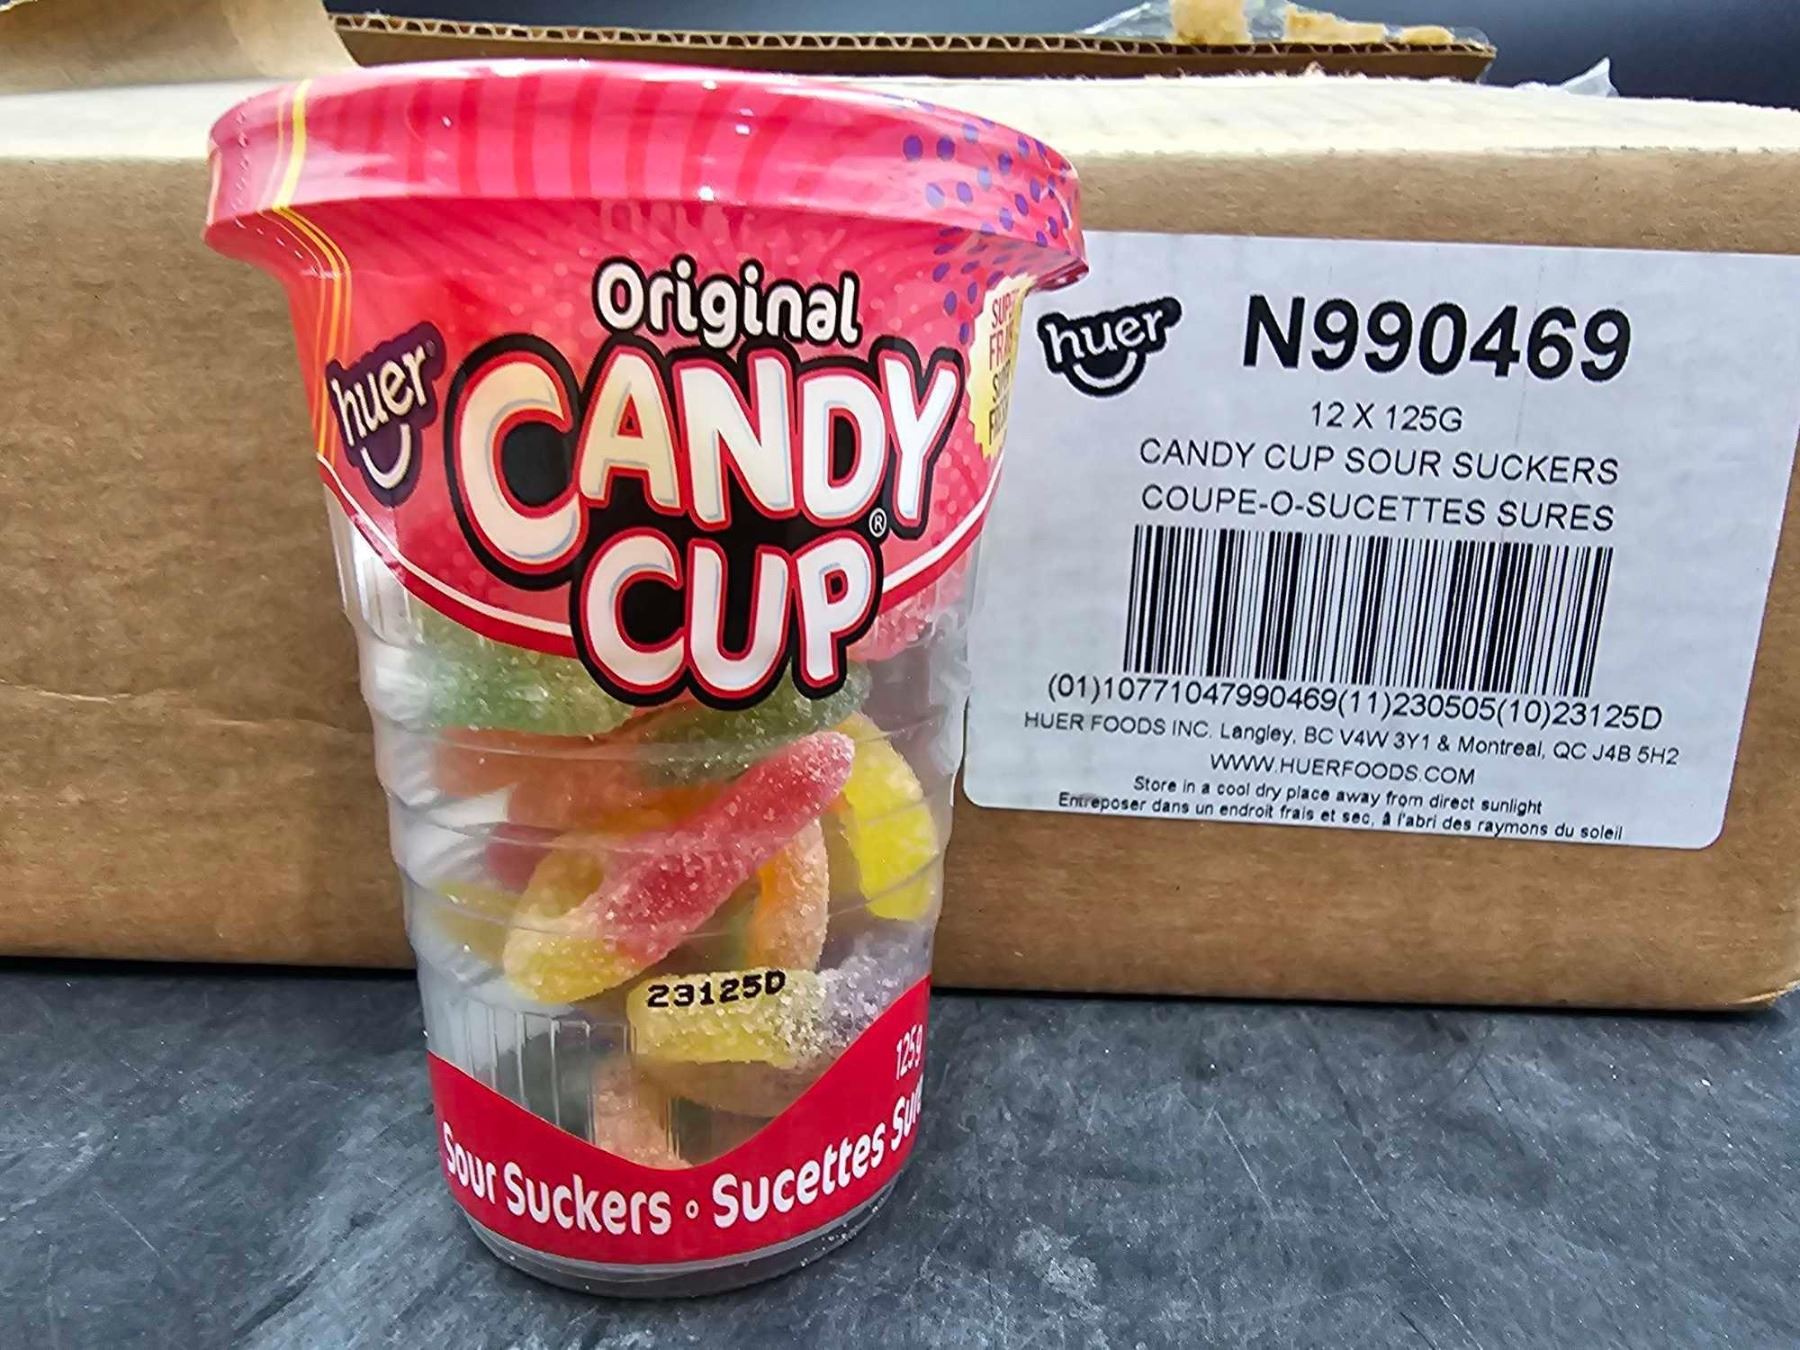 Original
huer
CANDY
CUP®
23125D
125g
Sour Suckers • Sucettes
huer
N990469
12 X 125G
CANDY CUP SOUR SUCKERS
COUPE-O-SUCETTES SURES
(01)10771047990469(11)230505(10)23125D
HUER FOODS INC. Langley, BC V4W 3Y1 & Montreal, QC J4B 5H2
WWW.HUERFOODS.COM
Store in a cool dry place away from direct sunlight
Entreposer dans un endroit frais et sec, à l'abri des raymons du soleil